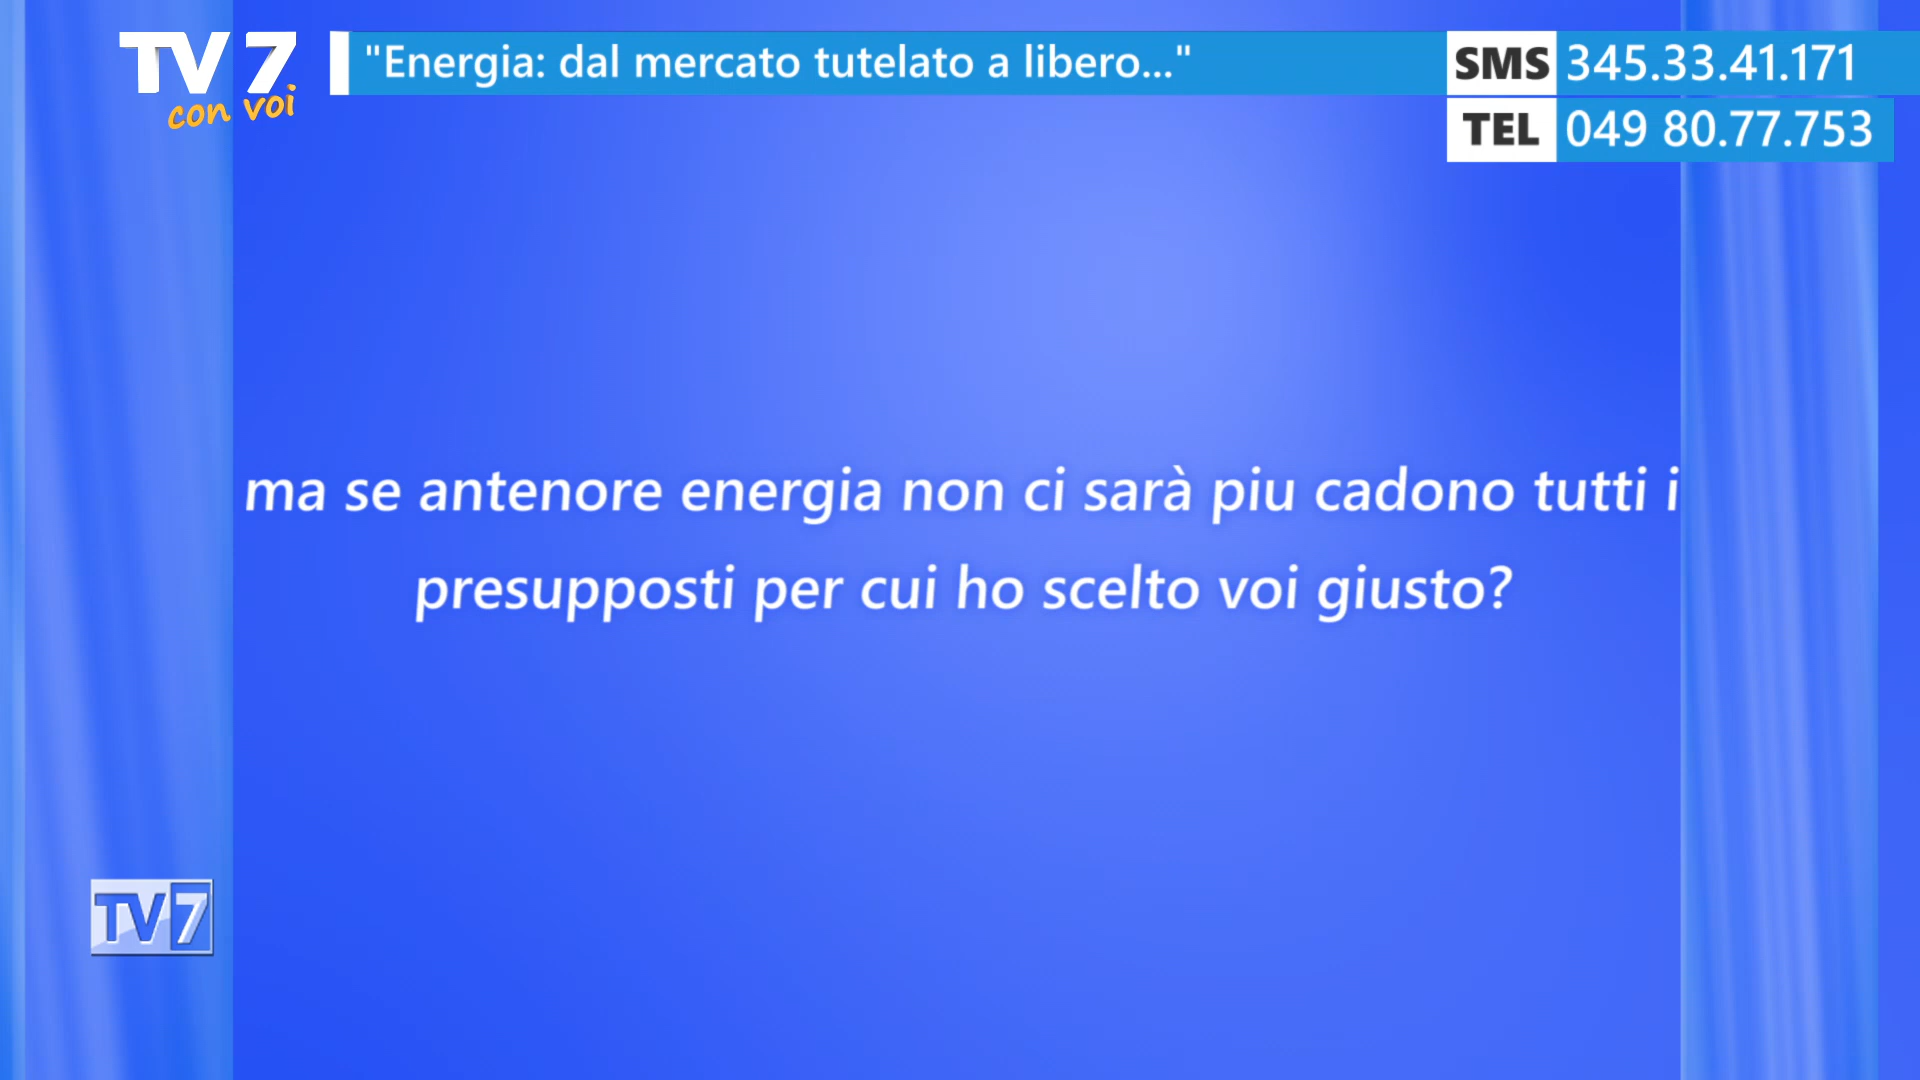 TV 7
con voi
"Energia: dal mercato tutelato a libero..."
SMS 345.33.41.171
TEL 049 80.77.753
ma se antenore energia non ci sarà piu cadono tutti i
presupposti per cui ho scelto voi giusto?
TV7